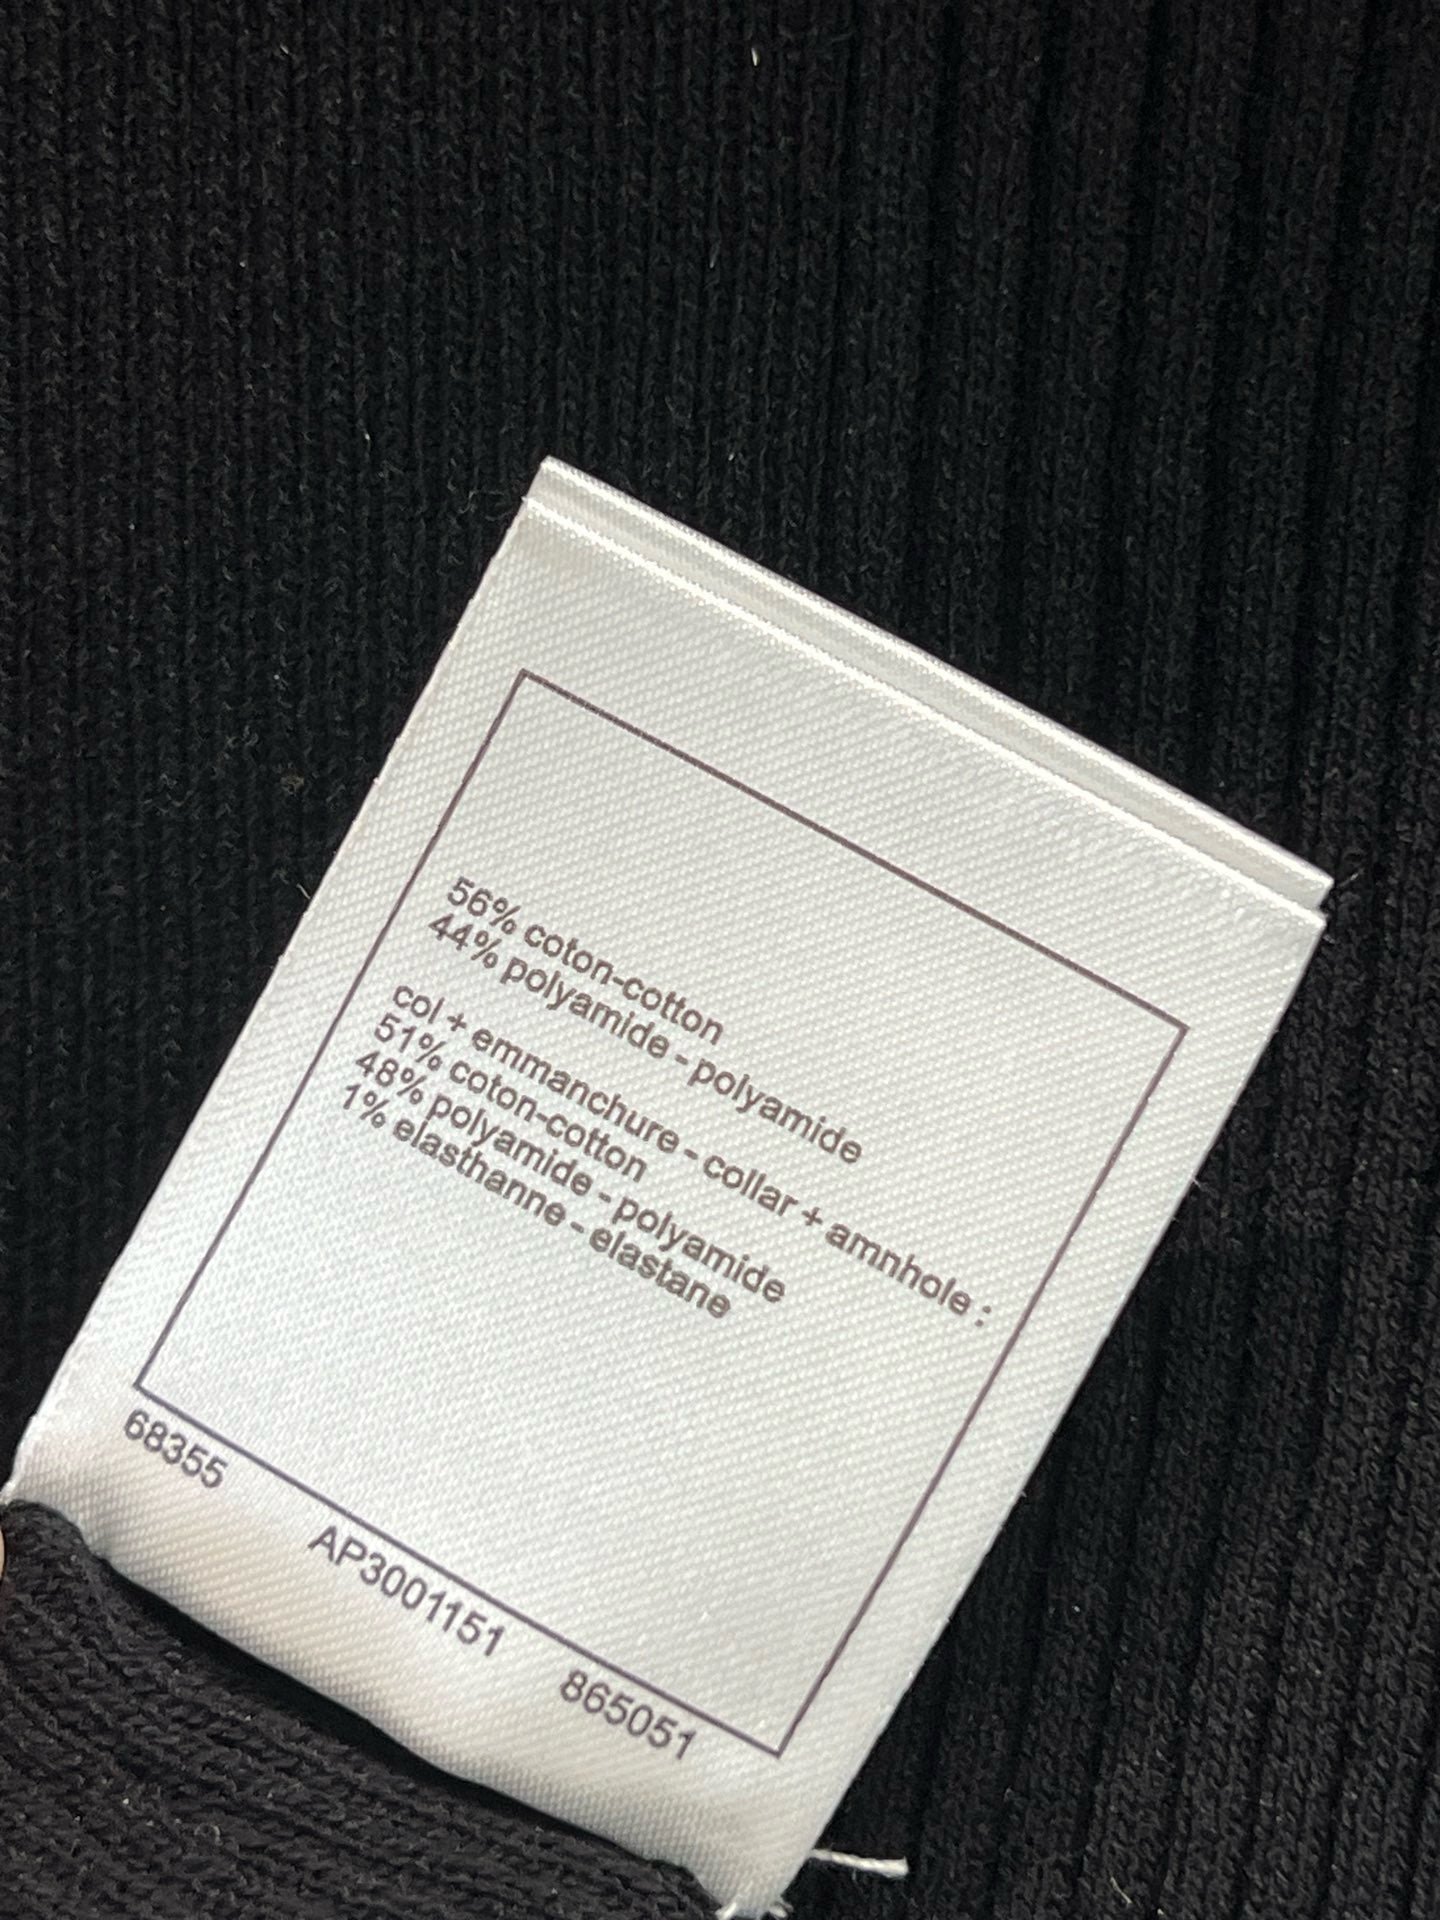 56% coton-cotton
44% polyamide - polyamide
col + emmanchure - collar + amnhole :
51% coton-cotton
48% polyamide - polyamide
1% elasthanne - elastane
68355 AP3001151 865051